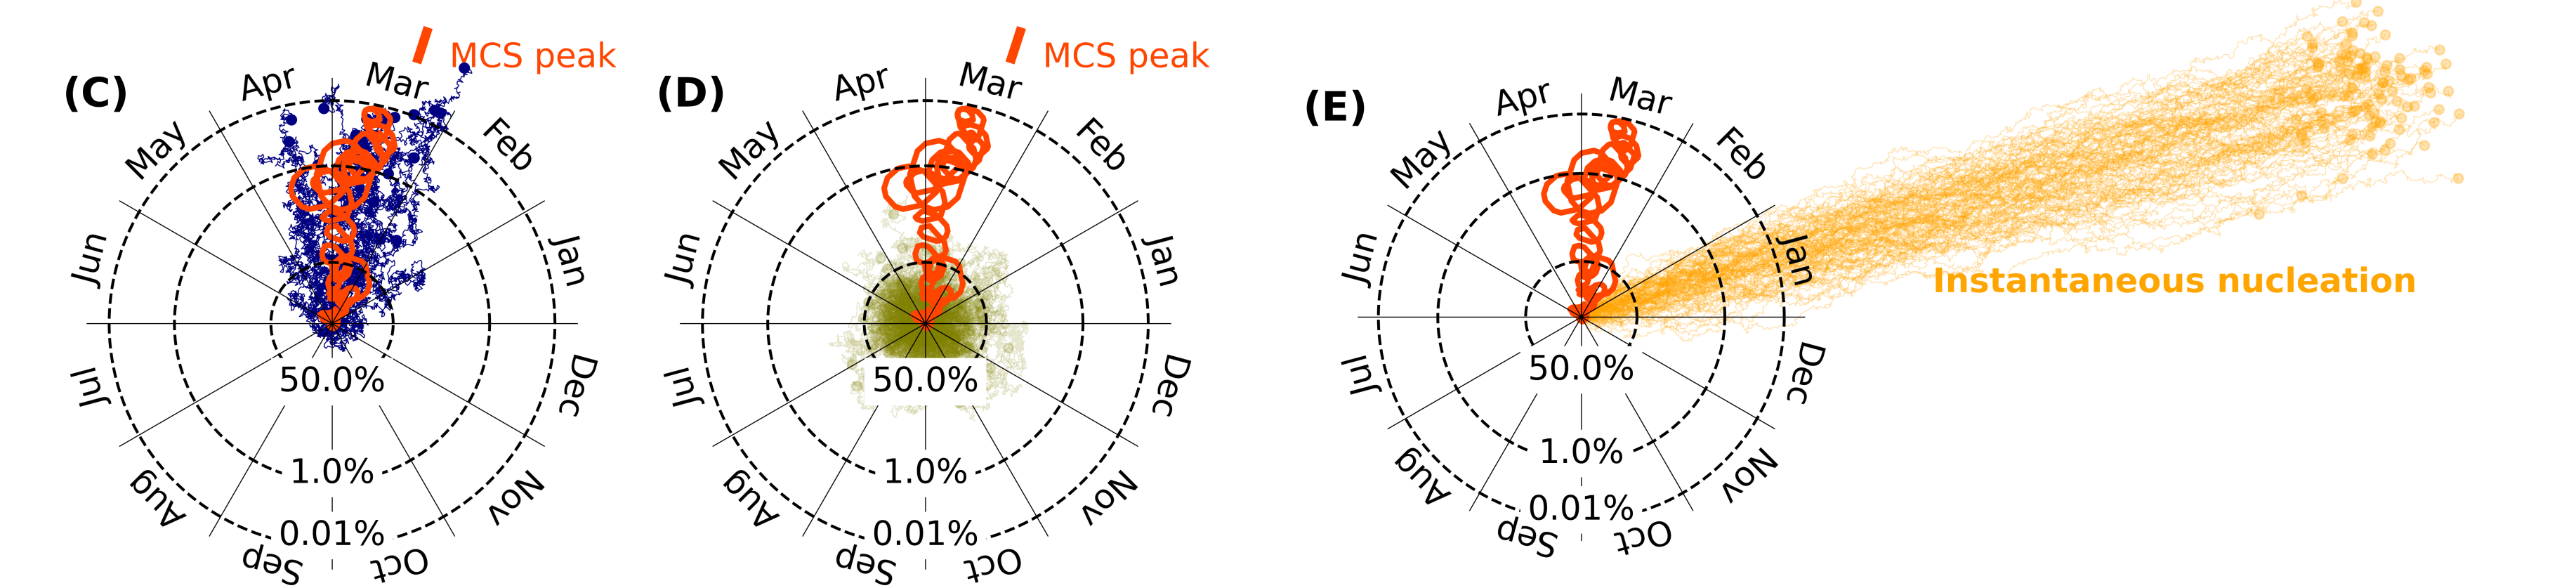 (C)
MCS peak
Apr
Mar
May
Feb
Jun
Jan
Jul
Dec
Aug
Nov
Sep
Oct
50.0%
1.0%
0.01%
(D)
MCS peak
Apr
Mar
May
Feb
Jun
Jan
Jul
Dec
Aug
Nov
Sep
Oct
50.0%
1.0%
0.01%
(E)
Apr
Mar
May
Feb
Jun
Jan
Jul
Dec
Aug
Nov
Sep
Oct
50.0%
1.0%
0.01%
Instantaneous nucleation